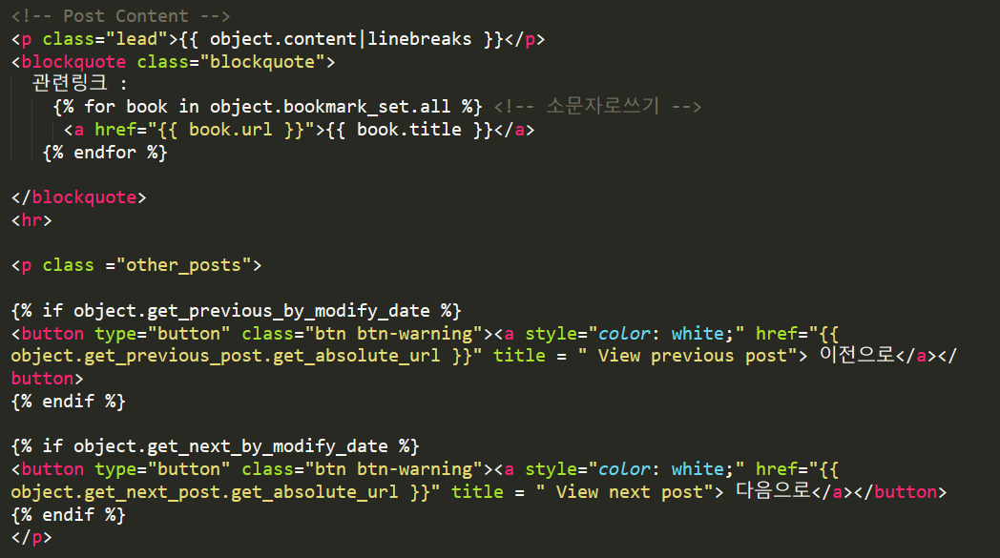 <!-- Post Content -->
<p class="lead">{{ object.content|linebreaks }}</p>
<blockquote class="blockquote">
관련링크 :
{% for book in object.bookmark_set.all %} <!-- 소문자로쓰기 -->
<a href="{{ book.url }}">{{ book.title }}</a>
{% endfor %}
</blockquote>
<hr>
<p class ="other_posts">
{% if object.get_previous_by_modify_date %}
<button type="button" class="btn btn-warning"><a style="color: white;" href="{{
object.get_previous_post.get_absolute_url }}" title = " View previous post"> 이전으로</a></
button>
{% endif %}
{% if object.get_next_by_modify_date %}
<button type="button" class="btn btn-warning"><a style="color: white;" href="{{
object.get_next_post.get_absolute_url }}" title = " View next post"> 다음으로</a></button>
{% endif %}
</p>